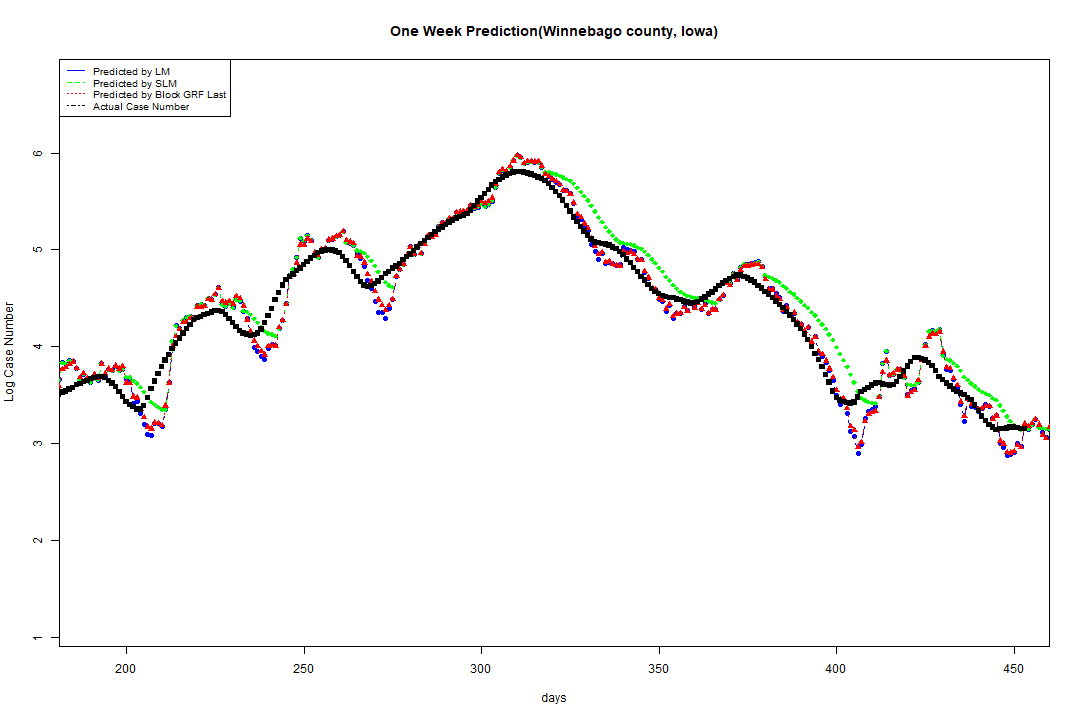 One Week Prediction(Winnebago county, Iowa)
Predicted by LM
Predicted by SLM
Predicted by Block GRF Last
Actual Case Number
6
5
4
3
2
1
Log Case Number
200 250 300 350 400 450
days